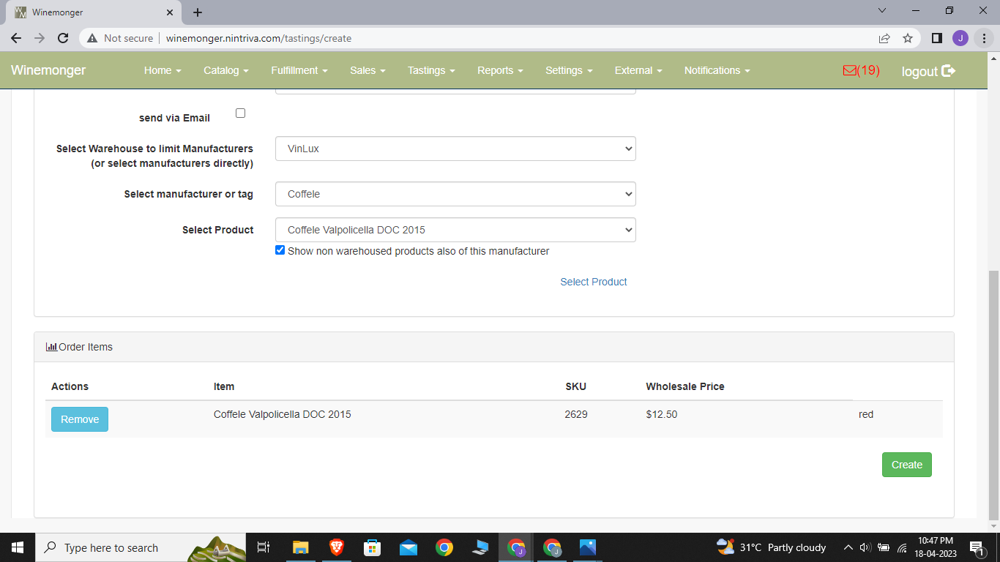 Winemonger
Not secure winemonger.nintriva.com/tastings/create
J
Winemonger Home Catalog Fulfillment Sales Tastings Reports Settings External Notifications (19) logout
send via Email
Select Warehouse to limit Manufacturers
(or select manufacturers directly)
VinLux
Select manufacturer or tag Coffele
Select Product Coffele Valpolicella DOC 2015
Show non warehoused products also of this manufacturer
Select Product
Order Items
Actions Item SKU Wholesale Price
Remove Coffele Valpolicella DOC 2015 2629 $12.50 red
Create
Type here to search
31°C Partly cloudy
10:47 PM
18-04-2023
1